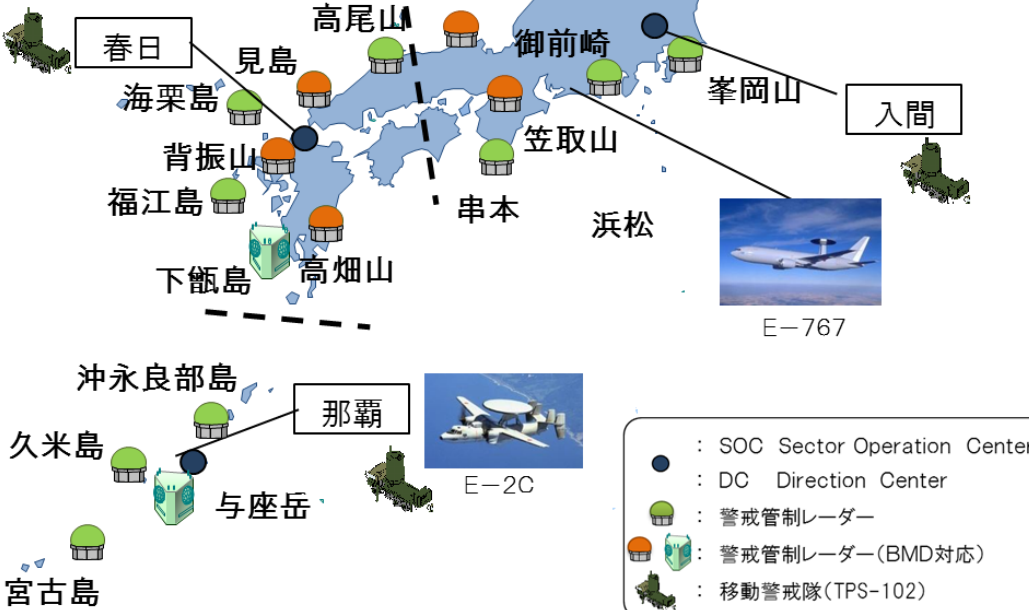 高尾山
春日
御前崎
見島
峯岡山
海栗島
入間
笠取山
背振山
福江島
串本
浜松
下甑島
高畑山
E－767
沖永良部島
那覇
久米島
E－2C
与座岳
宮古島
： SOC Sector Operation Center
： DC Direction Center
： 警戒管制レーダー
： 警戒管制レーダー（BMD対応）
： 移動警戒隊（TPS-102）